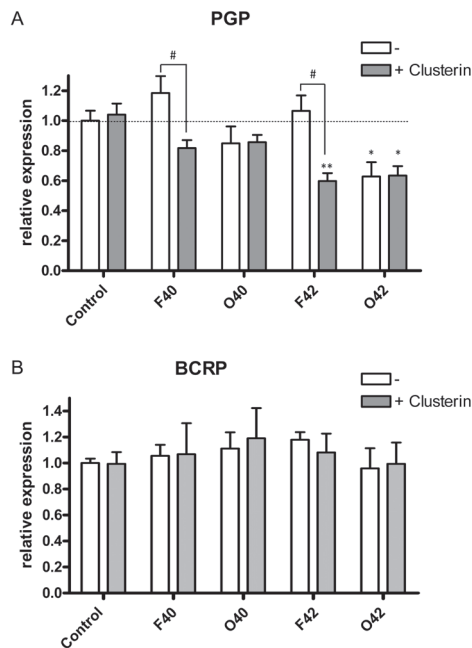 A
PGP
-
+ Clusterin
#
#
**
*
*
relative expression
1.2
1.0
0.8
0.6
0.4
0.2
0.0
Control
F40
O40
F42
O42
B
BCRP
-
+ Clusterin
relative expression
1.4
1.2
1.0
0.8
0.6
0.4
0.2
0.0
Control
F40
O40
F42
O42